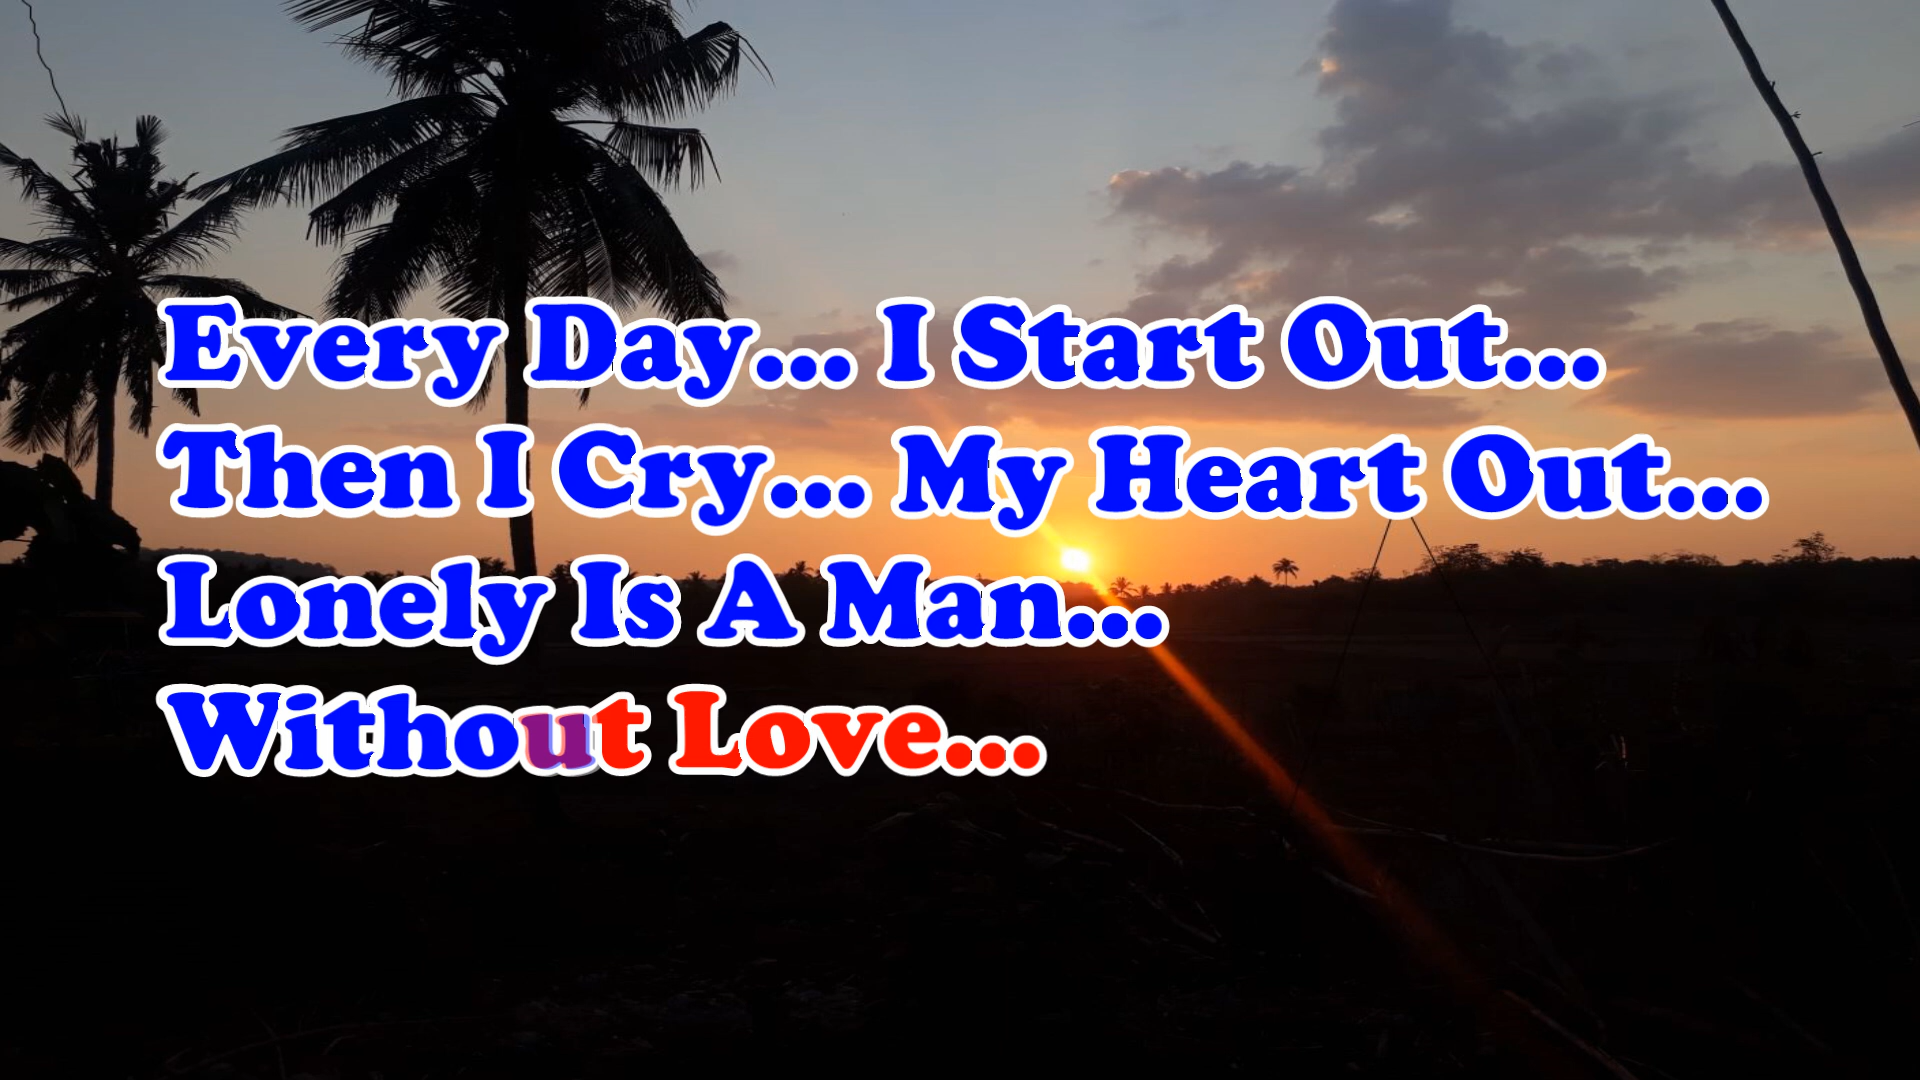 Every Day... I Start Out...
Then I Cry... My Heart Out...
Lonely Is A Man...
Without Love...